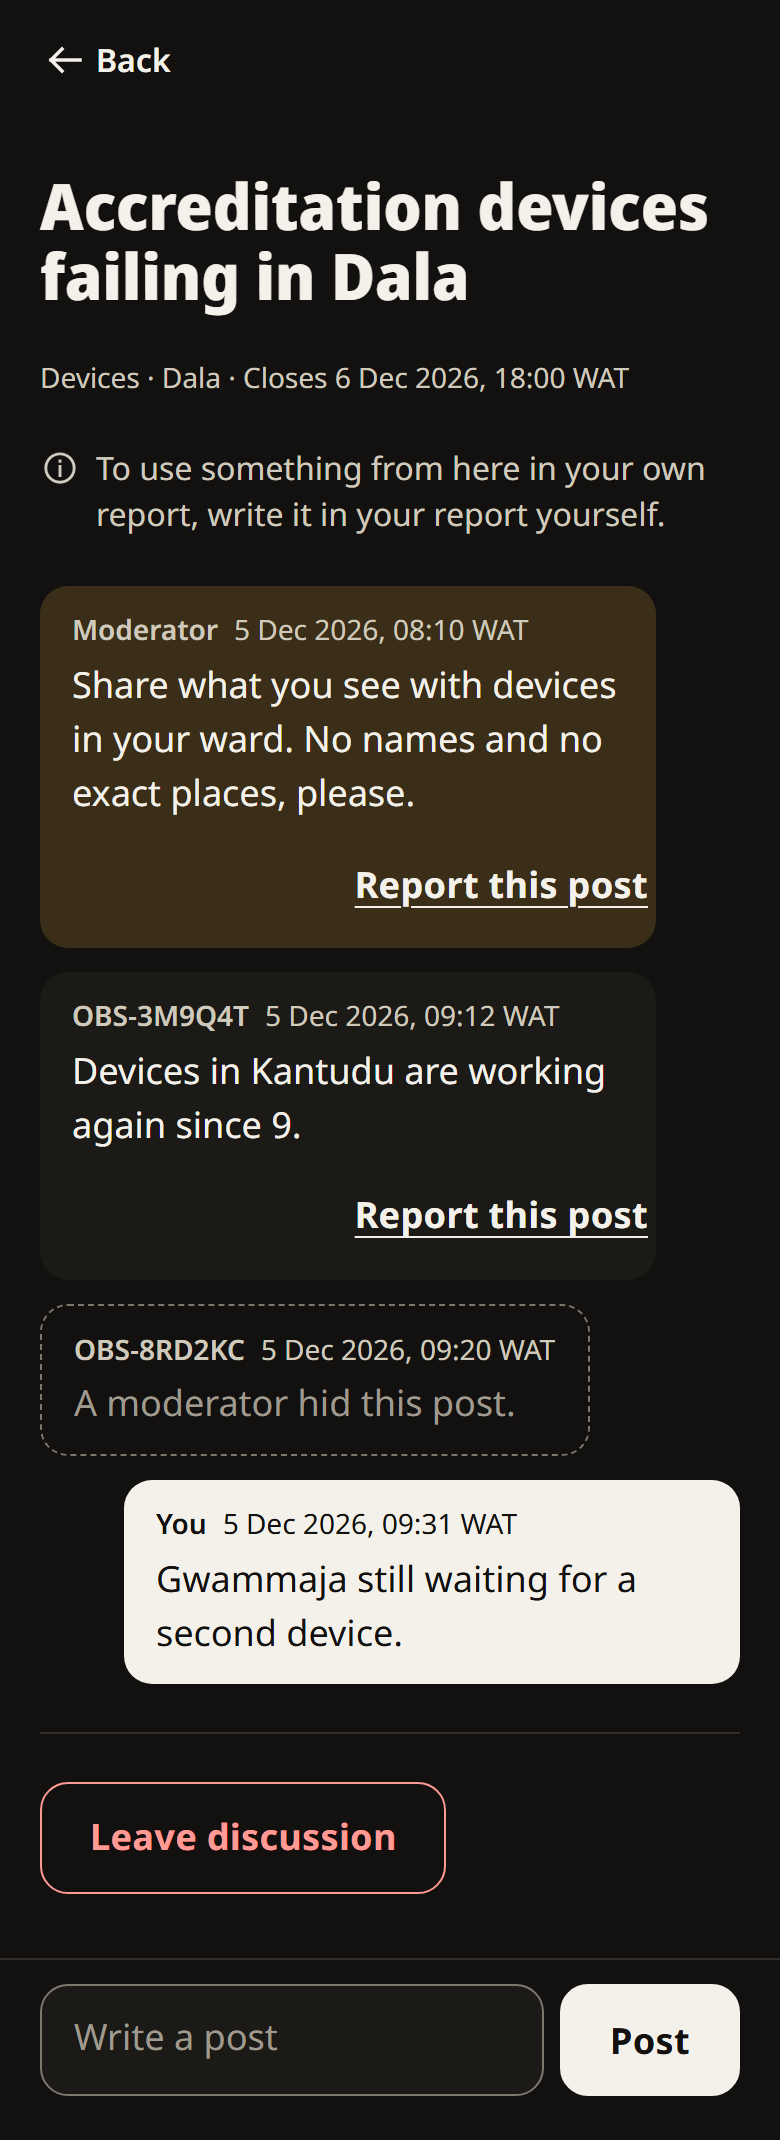 Back
Accreditation devices
failing in Dala
Devices · Dala · Closes 6 Dec 2026, 18:00 WAT
To use something from here in your own
report, write it in your report yourself.
Moderator 5 Dec 2026, 08:10 WAT
Share what you see with devices
in your ward. No names and no
exact places, please.
Report this post
OBS-3M9Q4T 5 Dec 2026, 09:12 WAT
Devices in Kantudu are working
again since 9.
Report this post
OBS-8RD2KC 5 Dec 2026, 09:20 WAT
A moderator hid this post.
You 5 Dec 2026, 09:31 WAT
Gwammaja still waiting for a
second device.
Leave discussion
Write a post
Post